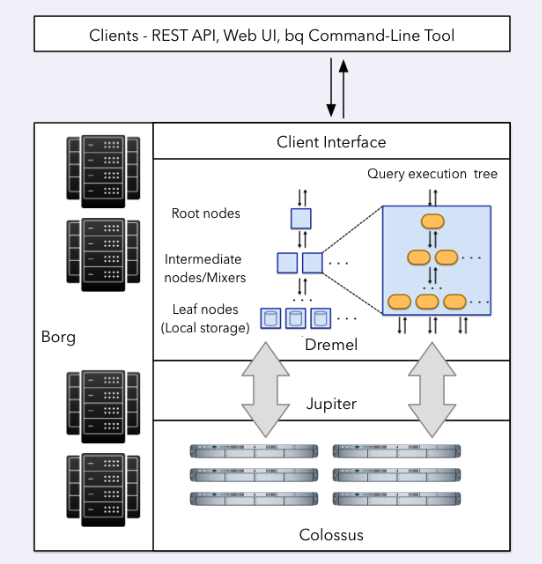 Clients - REST API, Web UI, bq Command-Line Tool
Client Interface
Query execution tree
Root nodes
Intermediate
nodes/Mixers
Leaf nodes
(Local storage)
Dremel
Borg
Jupiter
Colossus